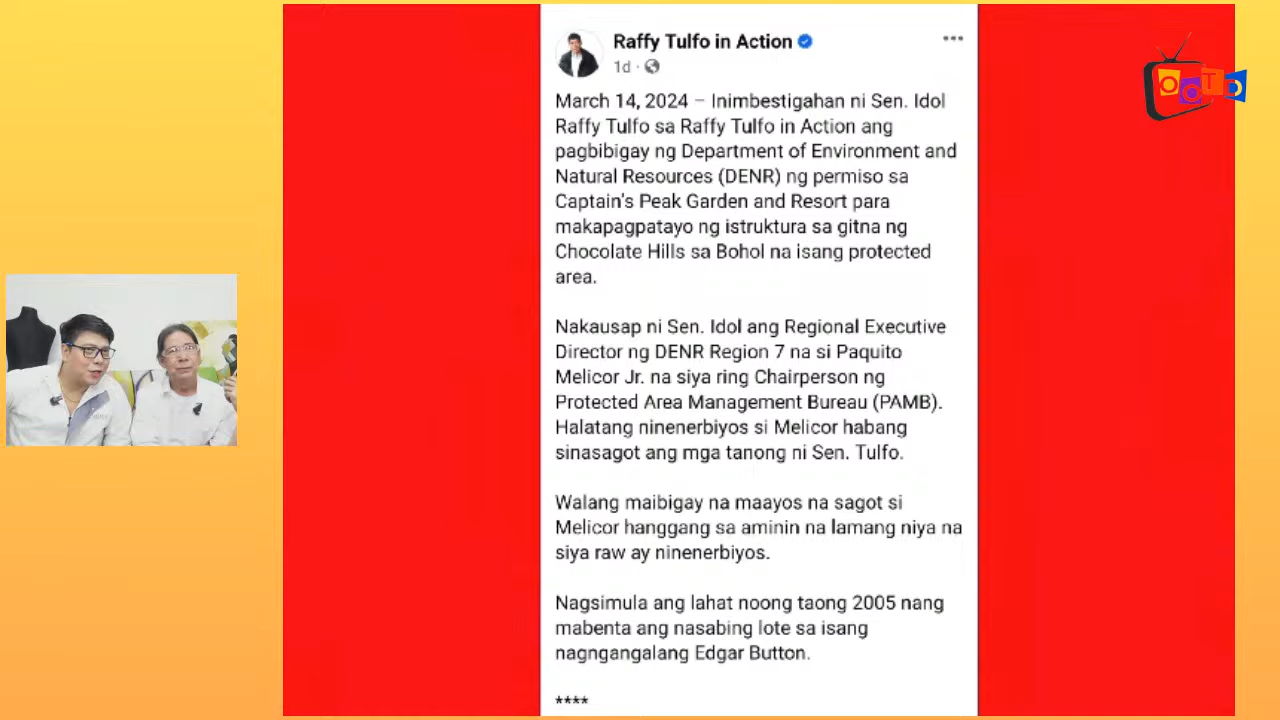 Raffy Tulfo in Action
1d ·
March 14, 2024 – Inimbestigahan ni Sen. Idol
Raffy Tulfo sa Raffy Tulfo in Action ang
pagbibigay ng Department of Environment and
Natural Resources (DENR) ng permiso sa
Captain's Peak Garden and Resort para
makapagpatayo ng istruktura sa gitna ng
Chocolate Hills sa Bohol na isang protected
area.
Nakausap ni Sen. Idol ang Regional Executive
Director ng DENR Region 7 na si Paquito
Melicor Jr. na siya ring Chairperson ng
Protected Area Management Bureau (PAMB).
Halatang ninenerbiyos si Melicor habang
sinasagot ang mga tanong ni Sen. Tulfo.
Walang maibigay na maayos na sagot si
Melicor hanggang sa aminin na lamang niya na
siya raw ay ninenerbiyos.
Nagsimula ang lahat noong taong 2005 nang
mabenta ang nasabing lote sa isang
nagngangalang Edgar Button.
****
OCTD